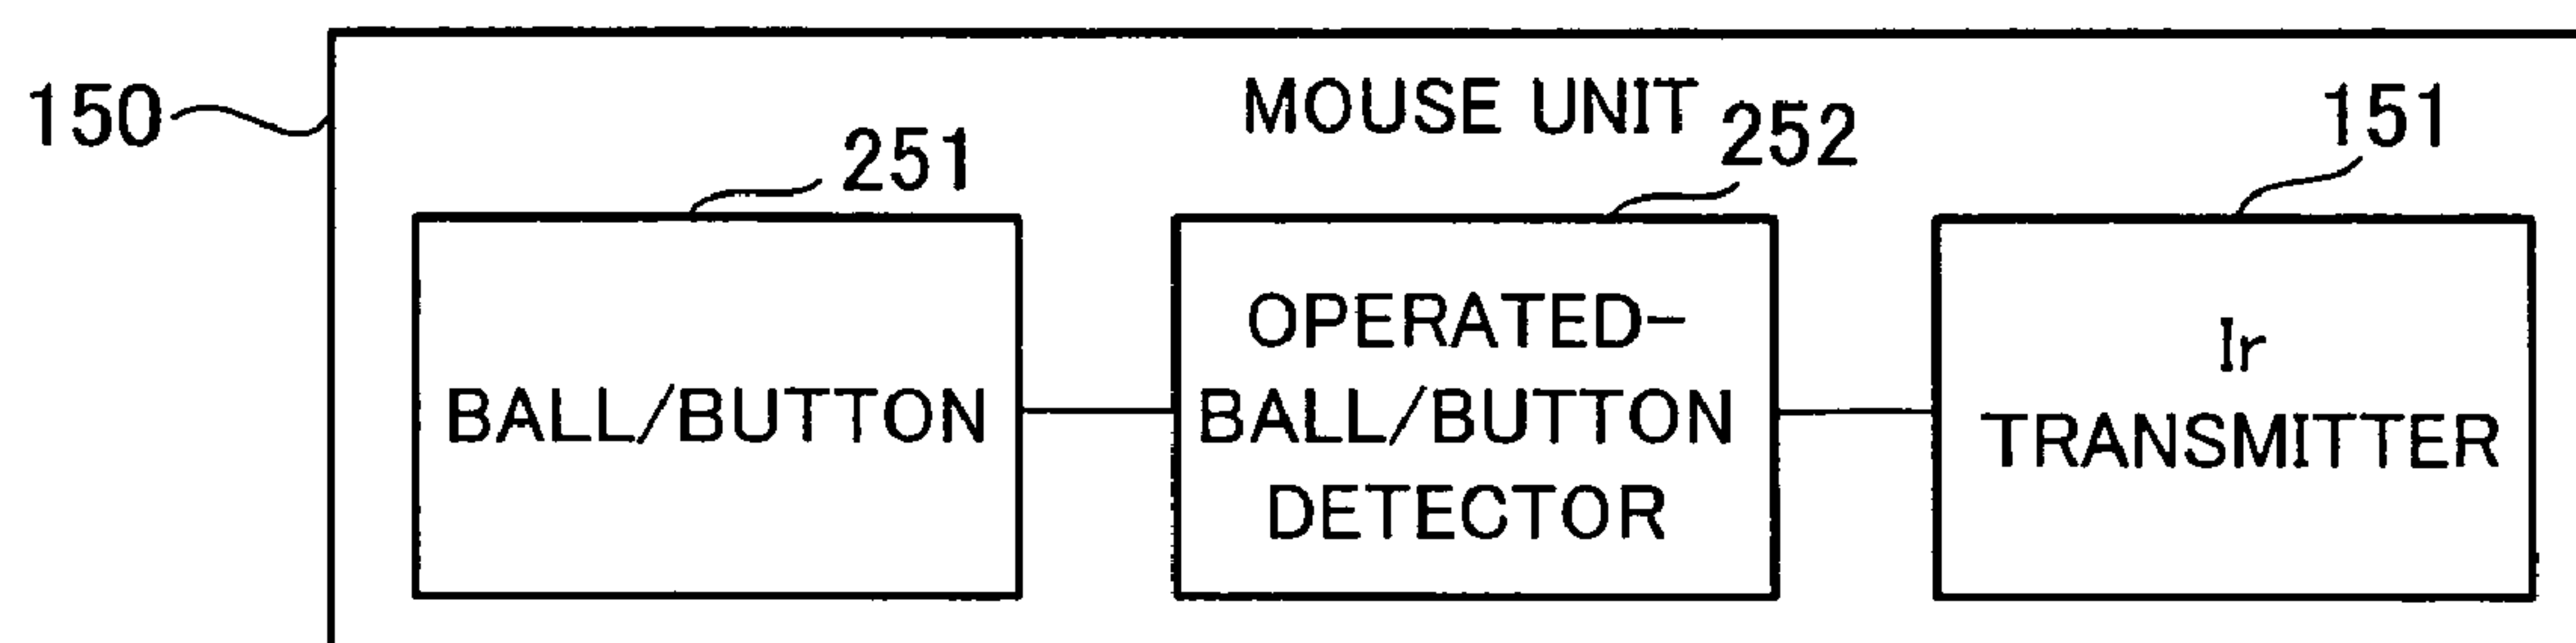 MOUSE UNIT
150
251
252
151
BALL/BUTTON
OPERATED-
BALL/BUTTON
DETECTOR
Ir
TRANSMITTER